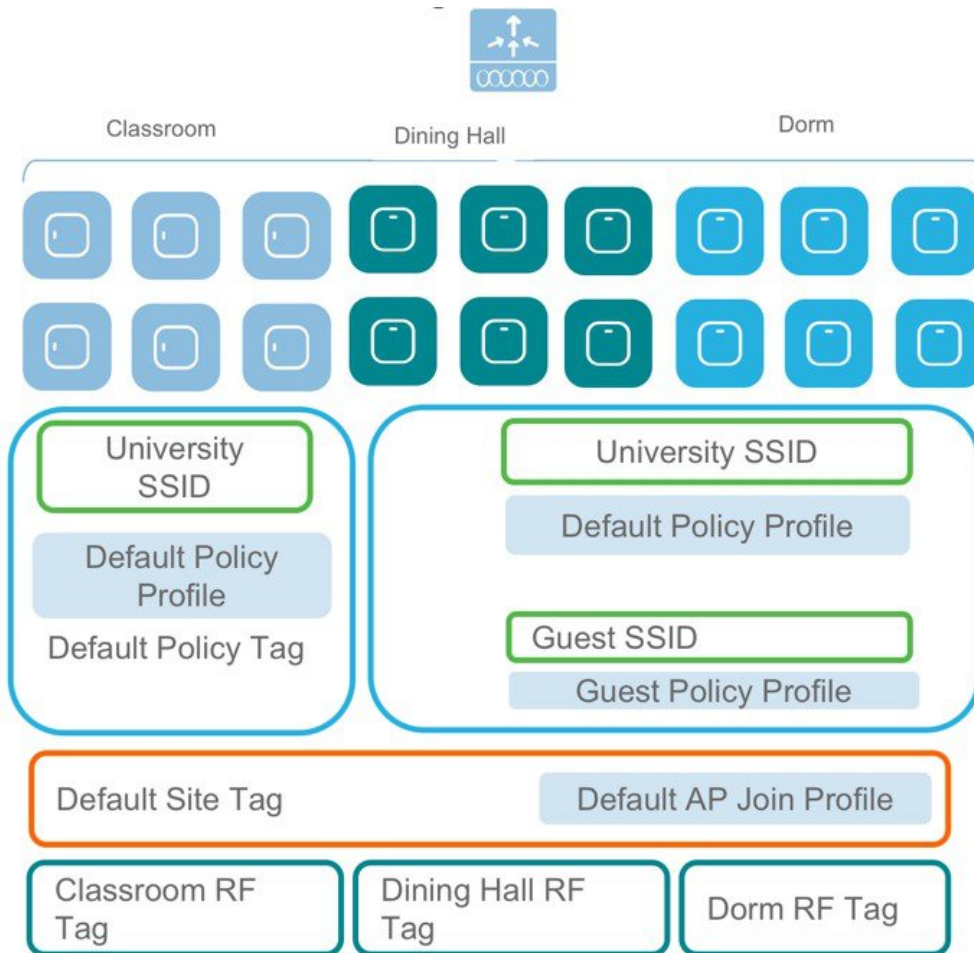 Classroom
Dining Hall
Dorm
University
SSID
Default Policy
Profile
Default Policy Tag
University SSID
Default Policy Profile
Guest SSID
Guest Policy Profile
Default Site Tag
Default AP Join Profile
Classroom RF
Tag
Dining Hall RF
Tag
Dorm RF Tag